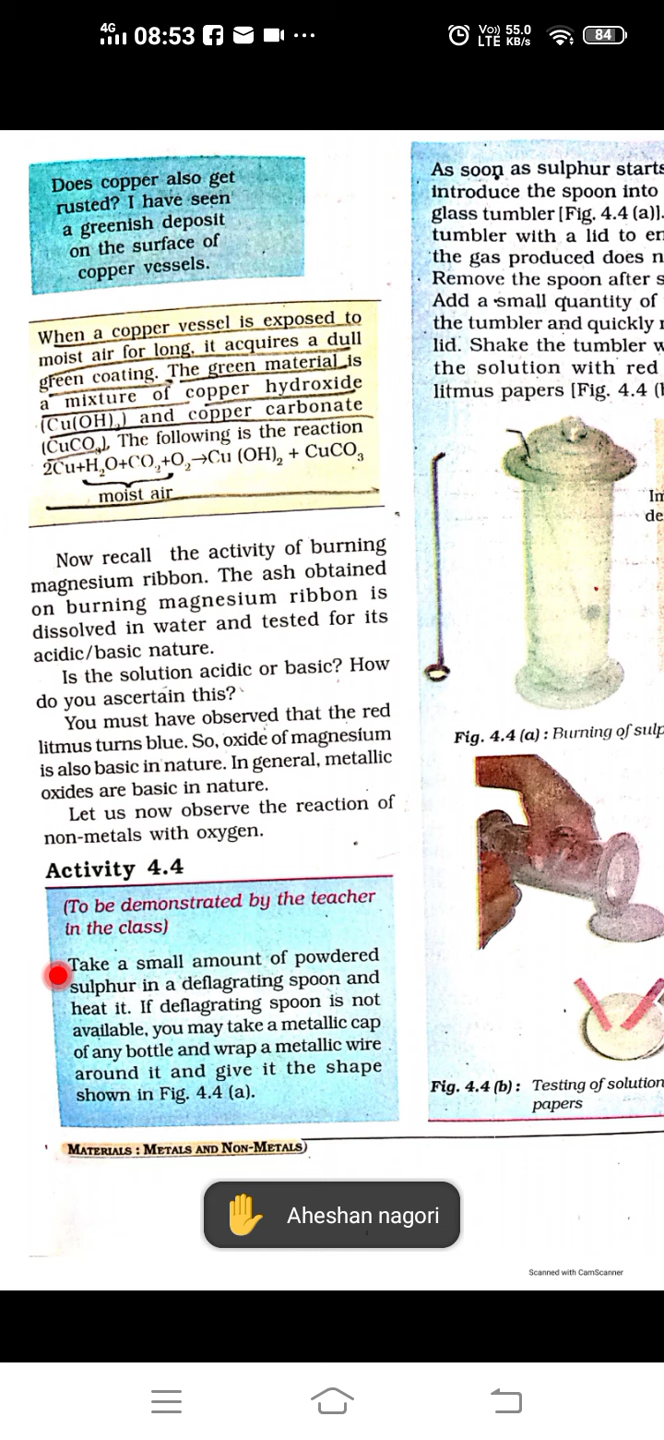 4G 08:53 ... Vo)) LTE 55.0 KB/s 84
Does copper also get
rusted? I have seen
a greenish deposit
on the surface of
copper vessels.
When a copper vessel is exposed to
moist air for long, it acquires a dull
green coating. The green material is
a mixture of copper hydroxide
(Cu(OH)₂) and copper carbonate
(CuCO₃). The following is the reaction
2Cu+H₂O+CO₂+O₂→Cu (OH)₂ + CuCO₃
moist air
Now recall the activity of burning
magnesium ribbon. The ash obtained
on burning magnesium ribbon is
dissolved in water and tested for its
acidic/basic nature.
Is the solution acidic or basic? How
do you ascertain this?
You must have observed that the red
litmus turns blue. So, oxide of magnesium
is also basic in nature. In general, metallic
oxides are basic in nature.
Let us now observe the reaction of
non-metals with oxygen.
Activity 4.4
(To be demonstrated by the teacher
in the class)
Take a small amount of powdered
sulphur in a deflagrating spoon and
heat it. If deflagrating spoon is not
available, you may take a metallic cap
of any bottle and wrap a metallic wire
around it and give it the shape
shown in Fig. 4.4 (a).
As soon as sulphur starts
introduce the spoon into
glass tumbler [Fig. 4.4 (a)].
tumbler with a lid to
the gas produced does
Remove the spoon after
Add a small quantity of
the tumbler and quickly
lid. Shake the tumbler
the solution with red
litmus papers [Fig. 4.4
Fig. 4.4 (a) : Burning of
Fig. 4.4 (b) : Testing of solution
papers
MATERIALS : METALS AND NON-METALS
Aheshan nagori
Scanned with CamScanner